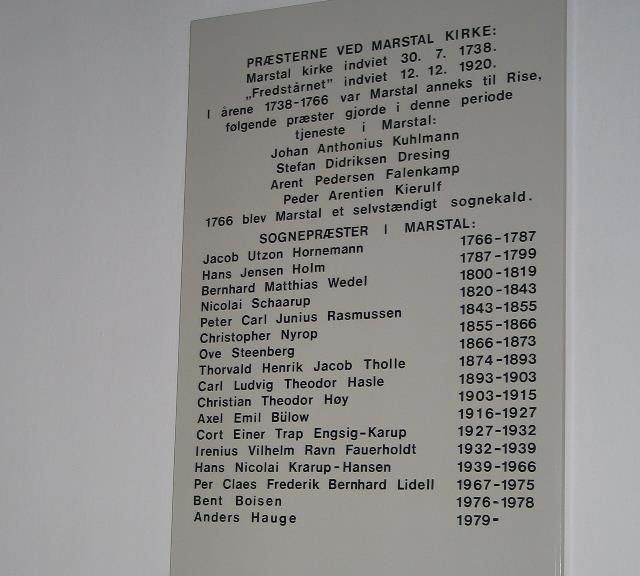 PRÆSTERNE VED MARSTAL KIRKE:
Marstal kirke indviet 30. 7. 1738.
„Fredstårnet" indviet 12. 12. 1920.
I årene 1738-1766 var Marstal anneks til Rise,
følgende præster gjorde i denne periode
tjeneste i Marstal:
Johan Anthonius Kuhlmann
Stefan Didriksen Dresing
Arent Pedersen Falenkamp
Peder Arentien Kierulf
1766 blev Marstal et selvstændigt sognekald.
SOGNEPRÆSTER I MARSTAL:
Jacob Utzon Hornemann 1766-1787
Hans Jensen Holm 1787-1799
Bernhard Matthias Wedel 1800-1819
Nicolai Schaarup 1820-1843
Peter Carl Junius Rasmussen 1843-1855
Christopher Nyrop 1855-1866
Ove Steenberg 1866-1873
Thorvald Henrik Jacob Tholle 1874-1893
Carl Ludvig Theodor Hasle 1893-1903
Christian Theodor Høy 1903-1915
Axel Emil Bülow 1916-1927
Cort Einer Trap Engsig-Karup 1927-1932
Irenius Vilhelm Ravn Fauerholdt 1932-1939
Hans Nicolai Krarup-Hansen 1939-1966
Per Claes Frederik Bernhard Lidell 1967-1975
Bent Boisen 1976-1978
Anders Hauge 1979-